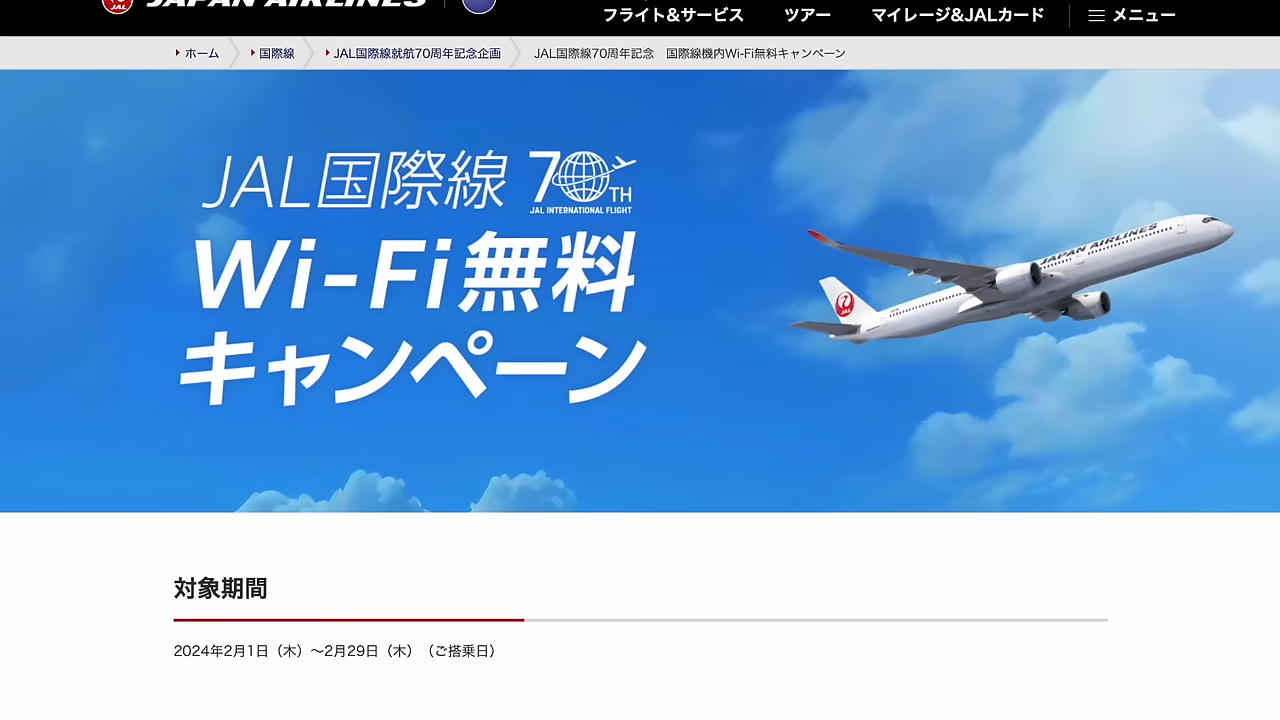 JAL JAPAN AIRLINES
フライト&サービス ツアー マイレージ&JALカード メニュー
ホーム 国際線 JAL国際線就航70周年記念企画 JAL国際線70周年記念 国際線機内Wi-Fi無料キャンペーン
JAL国際線 70TH
JAL INTERNATIONAL FLIGHT
Wi-Fi無料
キャンペーン
JAPAN AIRLINES
JAL
対象期間
2024年2月1日（木）～2月29日（木）（ご搭乗日）